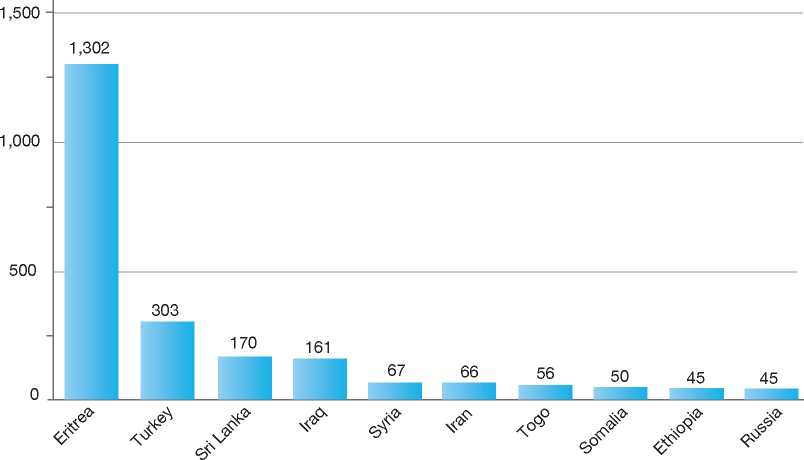 1,500
1,302
1,000
500
303
170
161
67
66
56
50
45
45
0
Eritrea
Turkey
Sri Lanka
Iraq
Syria
Iran
Togo
Somalia
Ethiopia
Russia